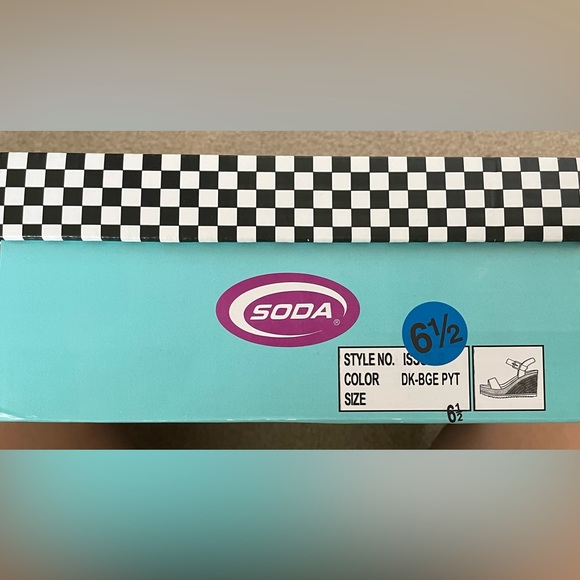 SODA
®
6½
STYLE NO.
COLOR DK-BGE PYT
SIZE
6½